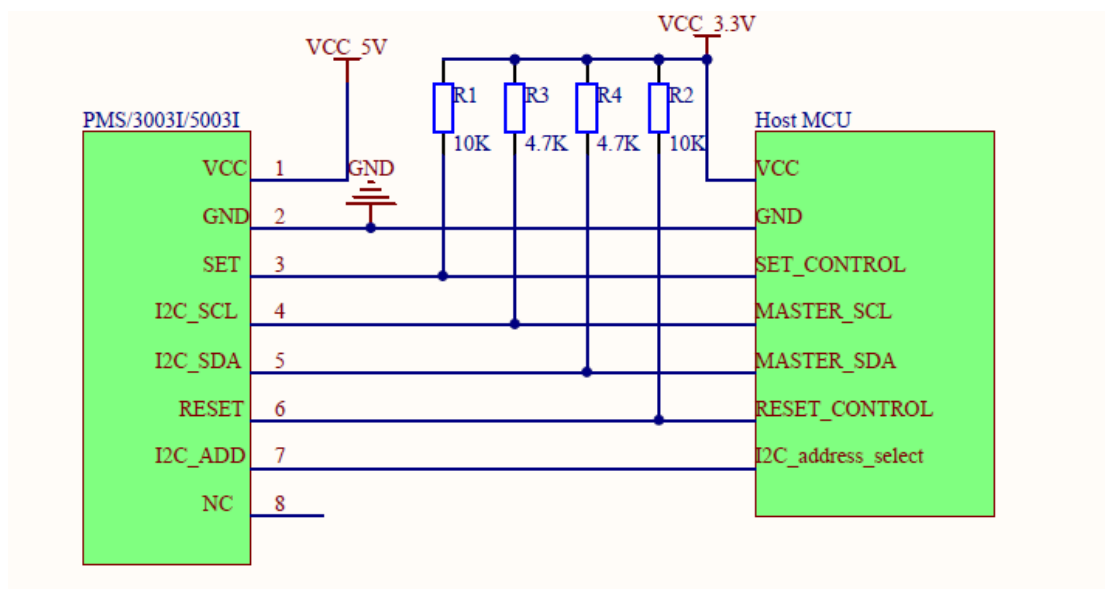 VCC_3.3V
VCC_5V
R1 R3 R4 R2
10K 4.7K 4.7K 10K
PMS/3003I/5003I
Host MCU
VCC 1 GND VCC
GND 2 GND
SET 3 SET_CONTROL
I2C_SCL 4 MASTER_SCL
I2C_SDA 5 MASTER_SDA
RESET 6 RESET_CONTROL
I2C_ADD 7 I2C_address_select
NC 8